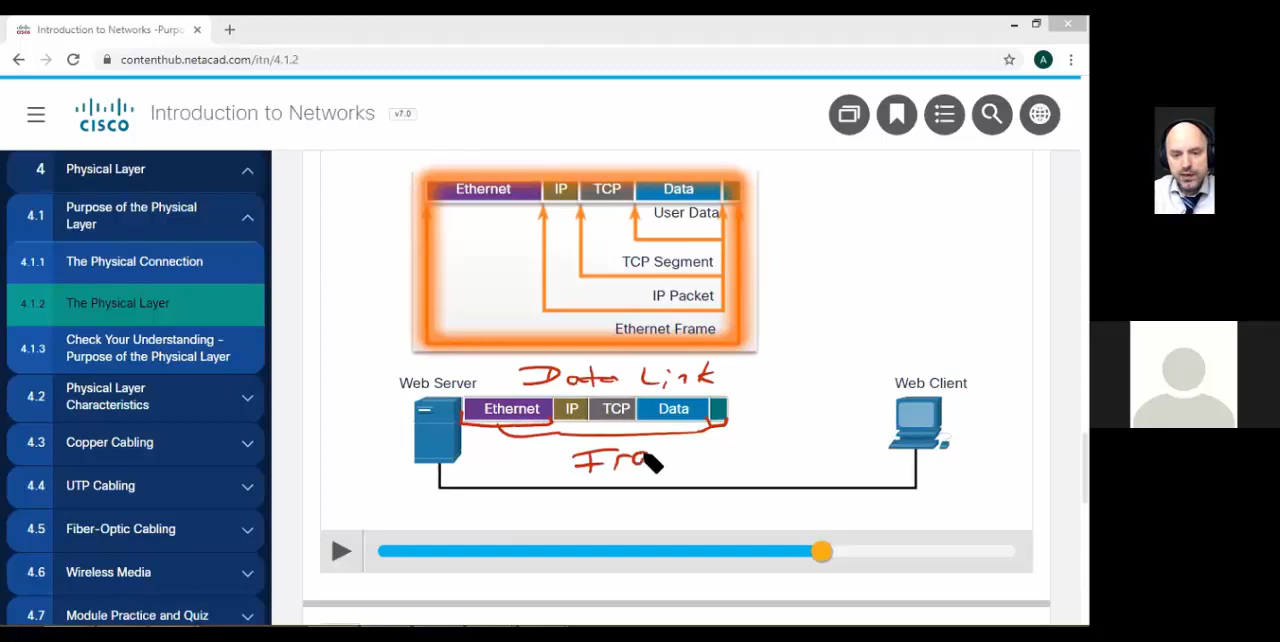 Introduction to Networks -Purpo
contenthub.netacad.com/itn/4.1.2
A
CISCO
Introduction to Networks
v7.0
4 Physical Layer
4.1 Purpose of the Physical
Layer
4.1.1 The Physical Connection
4.1.2 The Physical Layer
4.1.3 Check Your Understanding -
Purpose of the Physical Layer
4.2 Physical Layer
Characteristics
4.3 Copper Cabling
4.4 UTP Cabling
4.5 Fiber-Optic Cabling
4.6 Wireless Media
4.7 Module Practice and Quiz
Ethernet IP TCP Data
User Data
TCP Segment
IP Packet
Ethernet Frame
Data Link
Web Server
Web Client
Ethernet IP TCP Data
Fra